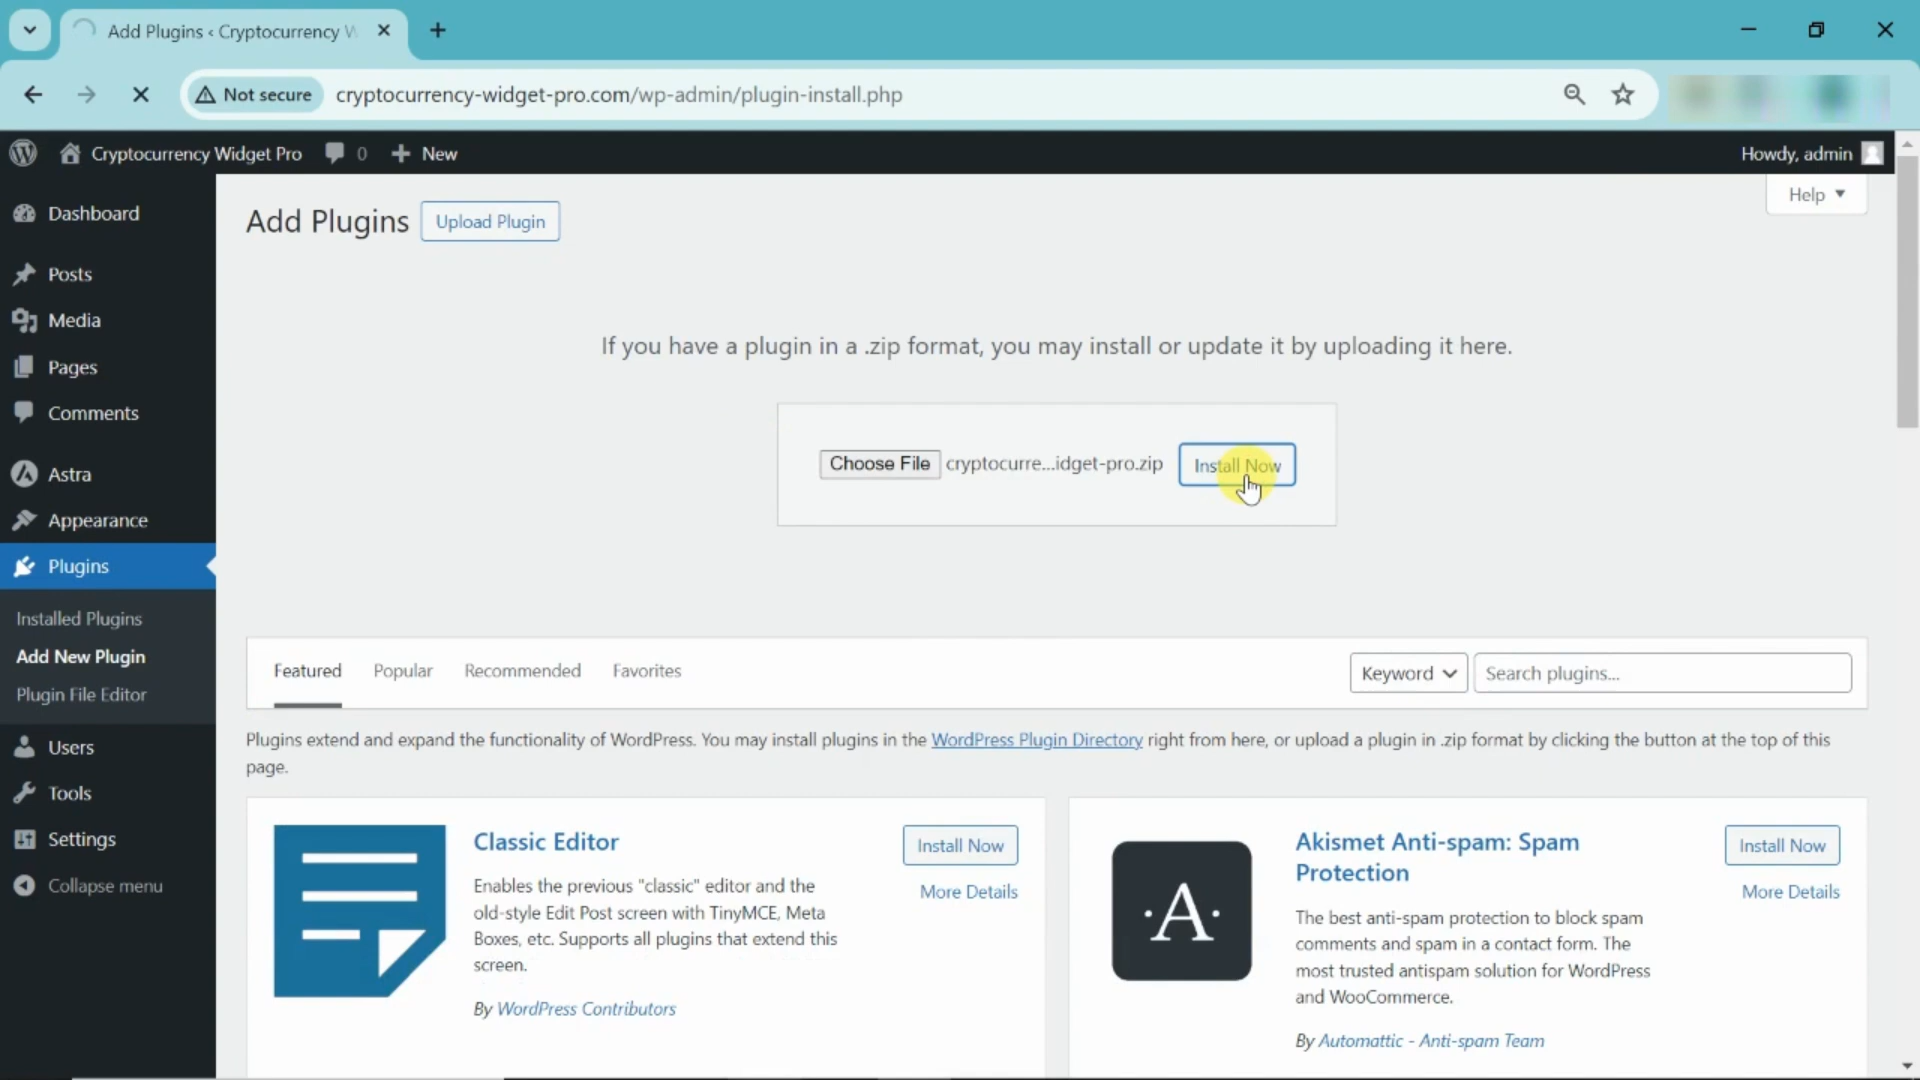 Add Plugins ‹ Cryptocurrency W
Not secure
cryptocurrency-widget-pro.com/wp-admin/plugin-install.php
Cryptocurrency Widget Pro
0
New
Howdy, admin
Help
Dashboard
Posts
Media
Pages
Comments
Astra
Appearance
Plugins
Installed Plugins
Add New Plugin
Plugin File Editor
Users
Tools
Settings
Collapse menu
Add Plugins
Upload Plugin
If you have a plugin in a .zip format, you may install or update it by uploading it here.
Choose File
cryptocurre...idget-pro.zip
Install Now
Featured
Popular
Recommended
Favorites
Keyword
Search plugins...
Plugins extend and expand the functionality of WordPress. You may install plugins in the WordPress Plugin Directory right from here, or upload a plugin in .zip format by clicking the button at the top of this
page.
Classic Editor
Install Now
More Details
Enables the previous "classic" editor and the
old-style Edit Post screen with TinyMCE, Meta
Boxes, etc. Supports all plugins that extend this
screen.
By WordPress Contributors
·A·
Akismet Anti-spam: Spam
Protection
Install Now
More Details
The best anti-spam protection to block spam
comments and spam in a contact form. The
most trusted antispam solution for WordPress
and WooCommerce.
By Automattic - Anti-spam Team